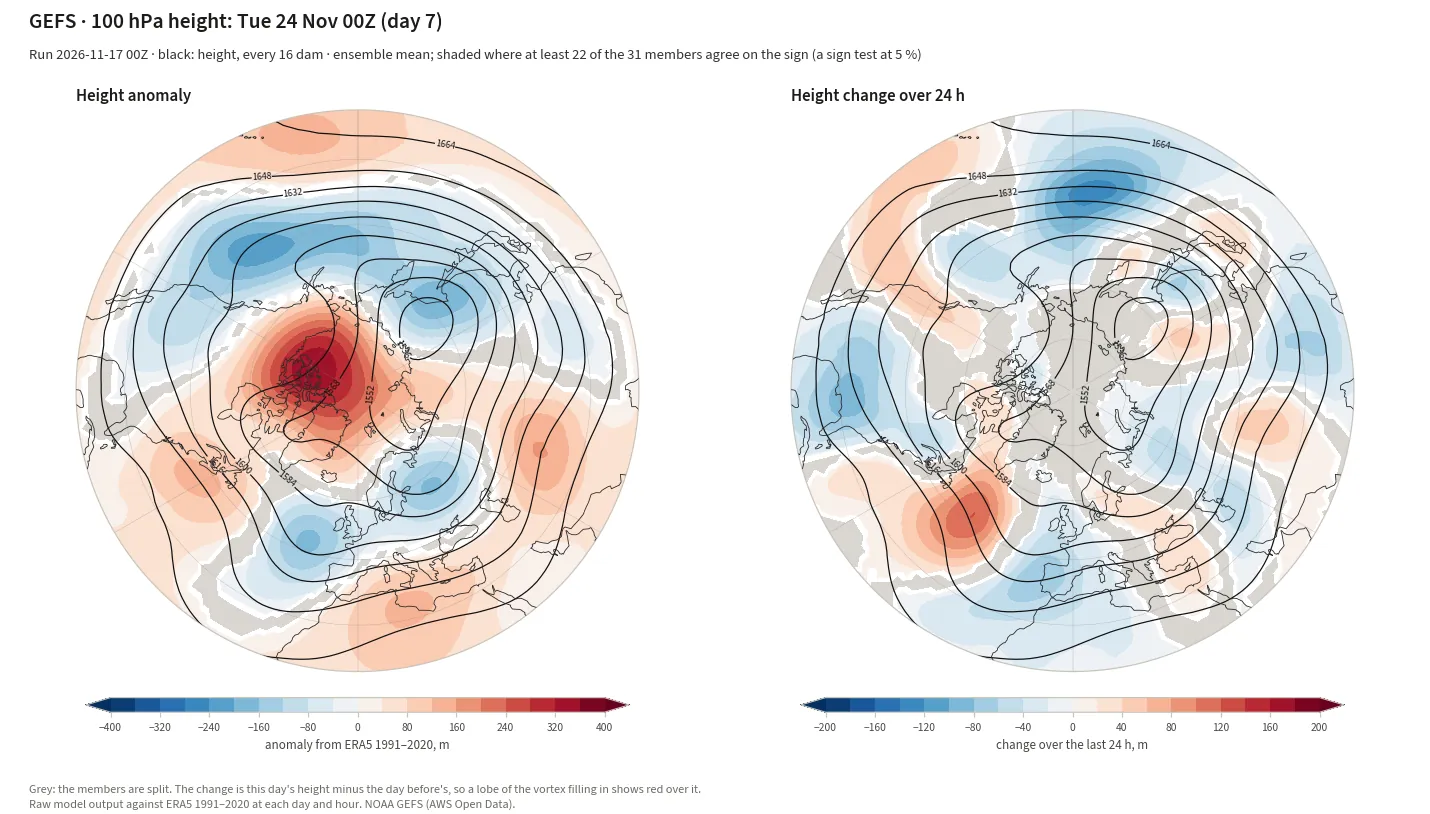 GEFS · 100 hPa height: Tue 24 Nov 00Z (day 7)
Run 2026-11-17 00Z · black: height, every 16 dam · ensemble mean; shaded where at least 22 of the 31 members agree on the sign (a sign test at 5 %)
Height anomaly
Height change over 24 h
1664
1648
1632
1552
1600
1584
1664
1648
1632
1552
1600
1584
−400 −320 −240 −160 −80 0 80 160 240 320 400
anomaly from ERA5 1991–2020, m
−200 −160 −120 −80 −40 0 40 80 120 160 200
change over the last 24 h, m
Grey: the members are split. The change is this day's height minus the day before's, so a lobe of the vortex filling in shows red over it.
Raw model output against ERA5 1991–2020 at each day and hour. NOAA GEFS (AWS Open Data).